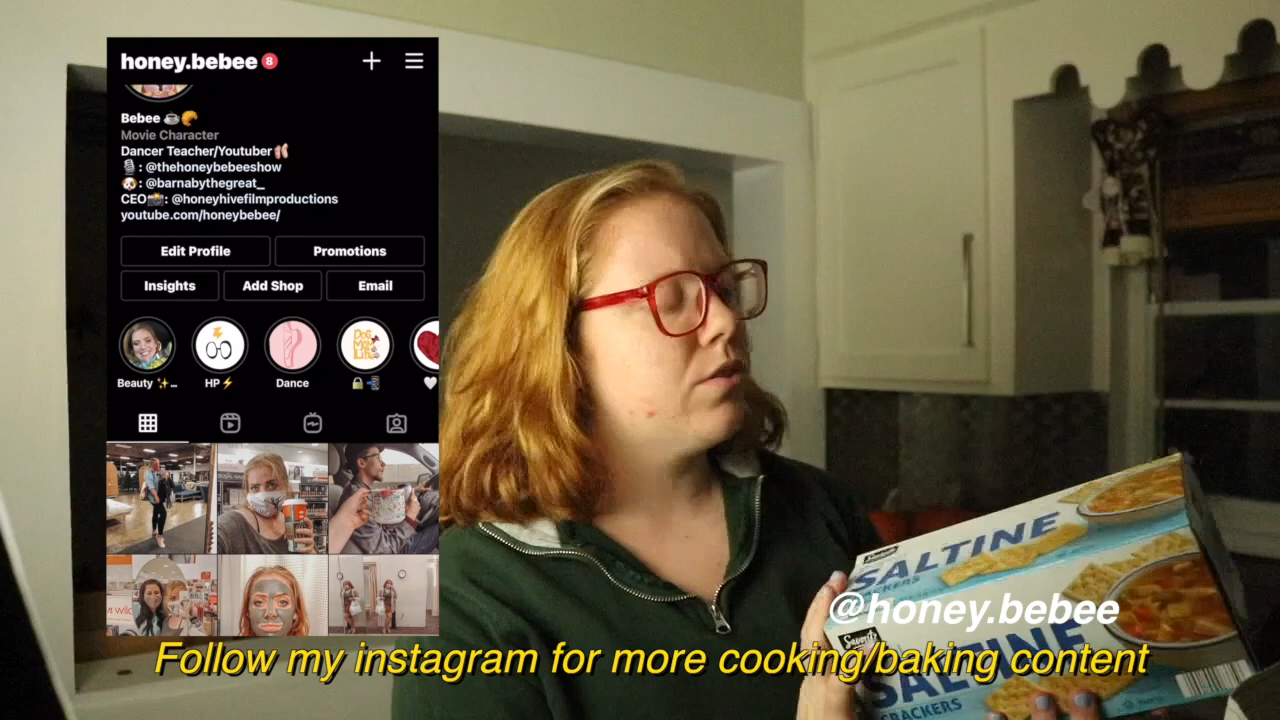 honey.bebee 8
Bebee
Movie Character
Dancer Teacher/Youtuber
: @thehoneybebeeshow
: @barnabythegreat_
CEO : @honeyhivefilmproductions
youtube.com/honeybebee/
Edit Profile
Promotions
Insights
Add Shop
Email
Beauty ...
HP
Dance
SALTINE
CRACKERS
@honey.bebee
SALTINE
CRACKERS
Follow my instagram for more cooking/baking content